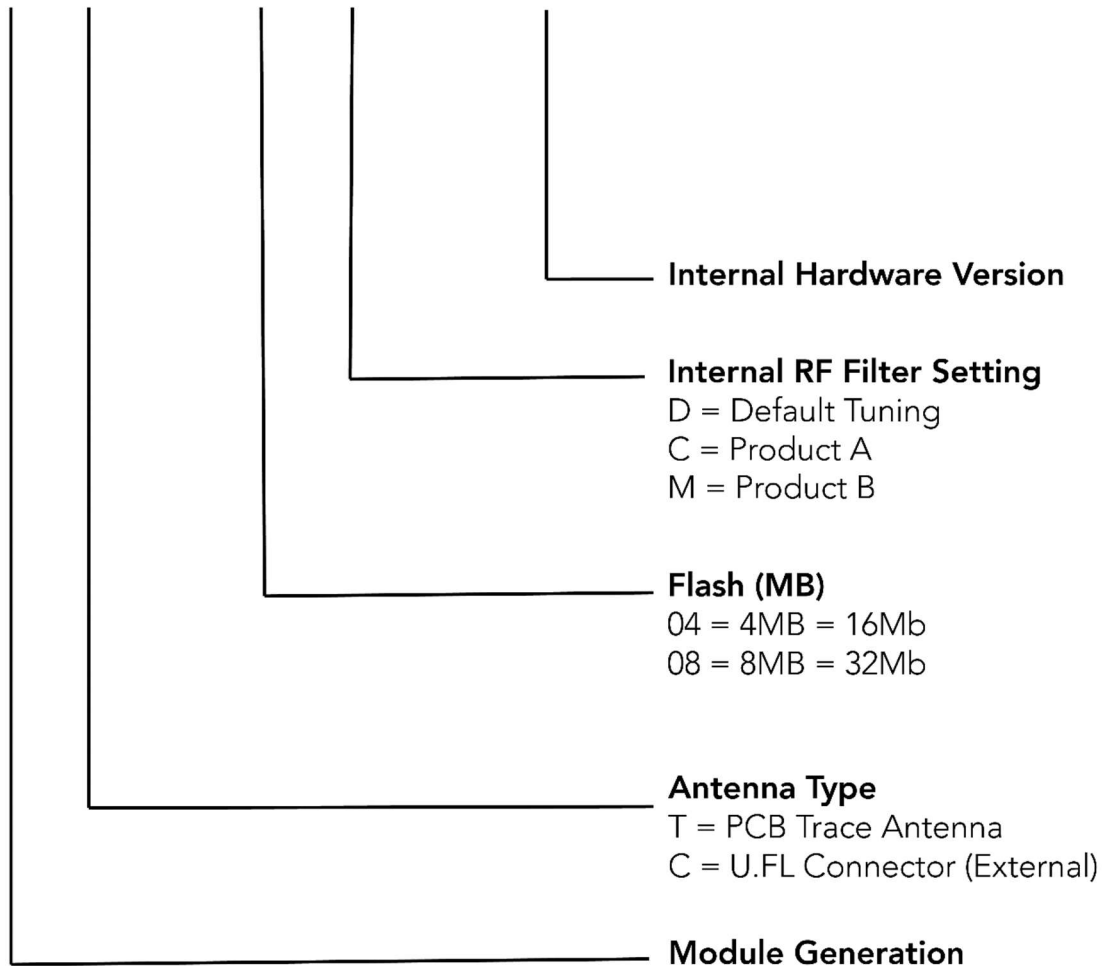 Internal Hardware Version
Internal RF Filter Setting
D = Default Tuning
C = Product A
M = Product B
Flash (MB)
04 = 4MB = 16Mb
08 = 8MB = 32Mb
Antenna Type
T = PCB Trace Antenna
C = U.FL Connector (External)
Module Generation